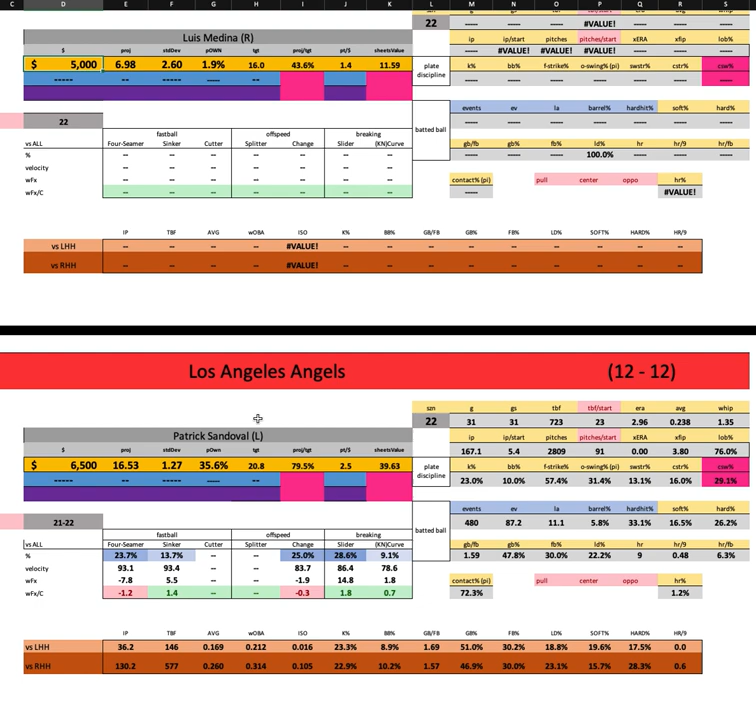 C D E F G H I J K L M N O P Q R S
22 ----- ----- ----- #VALUE! ----- ----- -----
Luis Medina (R)
ip ip/start pitches pitches/start xERA xfip lob%
----- #VALUE! #VALUE! #VALUE! ----- ----- -----
$ proj stdDev pOWN tgt proj/tgt pt/$ sheetsValue
$ 5,000 6.98 2.60 1.9% 16.0 43.6% 1.4 11.59
plate discipline
k% bb% f-strike% o-swing% (pi) swstr% cstr% csw%
----- ----- ----- ----- -- --
----- ----- ----- ----- ----- ----- -----
batted ball
events ev la barrel% hardhit% soft% hard%
----- ----- ----- ----- ----- ----- -----
22
fastball offspeed breaking
vs ALL Four-Seamer Sinker Cutter Splitter Change Slider (KN)Curve
gb/fb gb% fb% ld% hr hr/9 hr/fb
% -- -- -- -- -- -- --
----- ----- ----- 100.0% ----- ----- -----
velocity -- -- -- -- -- -- --
wFx -- -- -- -- -- -- --
contact% (pi) pull center oppo hr%
wFx/C -- -- -- -- -- -- --
----- #VALUE!
IP TBF AVG wOBA ISO K% BB% GB/FB GB% FB% LD% SOFT% HARD% HR/9
vs LHH -- -- -- -- #VALUE! -- -- -- -- -- -- -- -- --
vs RHH -- -- -- -- #VALUE! -- -- -- -- -- -- -- -- --
Los Angeles Angels (12 - 12)
szn g gs tbf tbf/start era avg whip
22 31 31 723 23 2.96 0.238 1.35
Patrick Sandoval (L)
ip ip/start pitches pitches/start xERA xfip lob%
167.1 5.4 2809 91 0.00 3.80 76.0%
$ proj stdDev pOwn tgt proj/tgt pt/$ sheetsValue
$ 6,500 16.53 1.27 35.6% 20.8 79.5% 2.5 39.63
plate discipline
k% bb% f-strike% o-swing% (pi) swstr% cstr% csw%
----- ----- ----- ----- -- --
23.0% 10.0% 57.4% 31.4% 13.1% 16.0% 29.1%
batted ball
events ev la barrel% hardhit% soft% hard%
480 87.2 11.1 5.8% 33.1% 16.5% 26.2%
21-22
fastball offspeed breaking
vs ALL Four-Seamer Sinker Cutter Splitter Change Slider (KN)Curve
gb/fb gb% fb% ld% hr hr/9 hr/fb
% 23.7% 13.7% -- -- 25.0% 28.6% 9.1%
1.59 47.8% 30.0% 22.2% 9 0.48 6.3%
velocity 93.1 93.4 -- -- 83.7 86.4 78.6
wFx -7.8 5.5 -- -- -1.9 14.8 1.8
contact% (pi) pull center oppo hr%
wFx/C -1.2 1.4 -- -- -0.3 1.8 0.7
72.3% 1.2%
IP TBF AVG wOBA ISO K% BB% GB/FB GB% FB% LD% SOFT% HARD% HR/9
vs LHH 36.2 146 0.169 0.212 0.016 23.3% 8.9% 1.69 51.0% 30.2% 18.8% 19.6% 17.5% 0.0
vs RHH 130.2 577 0.260 0.314 0.105 22.9% 10.2% 1.57 46.9% 30.0% 23.1% 15.7% 28.3% 0.6